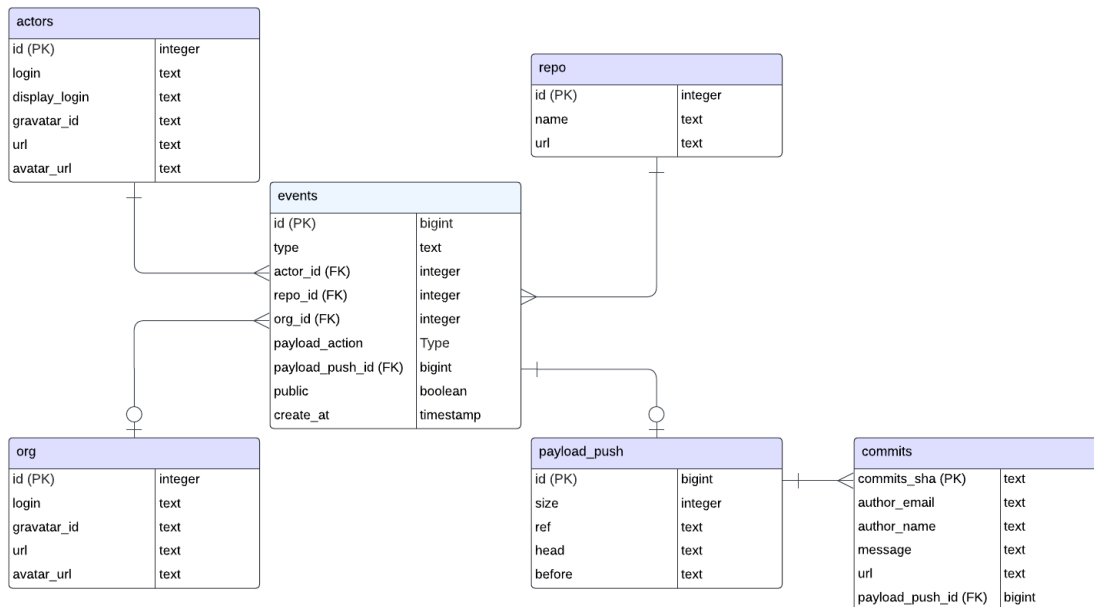 actors
id (PK) integer
login text
display_login text
gravatar_id text
url text
avatar_url text
repo
id (PK) integer
name text
url text
events
id (PK) bigint
type text
actor_id (FK) integer
repo_id (FK) integer
org_id (FK) integer
payload_action Type
payload_push_id (FK) bigint
public boolean
create_at timestamp
org
id (PK) integer
login text
gravatar_id text
url text
avatar_url text
payload_push
id (PK) bigint
size integer
ref text
head text
before text
commits
commits_sha (PK) text
author_email text
author_name text
message text
url text
payload_push_id (FK) bigint